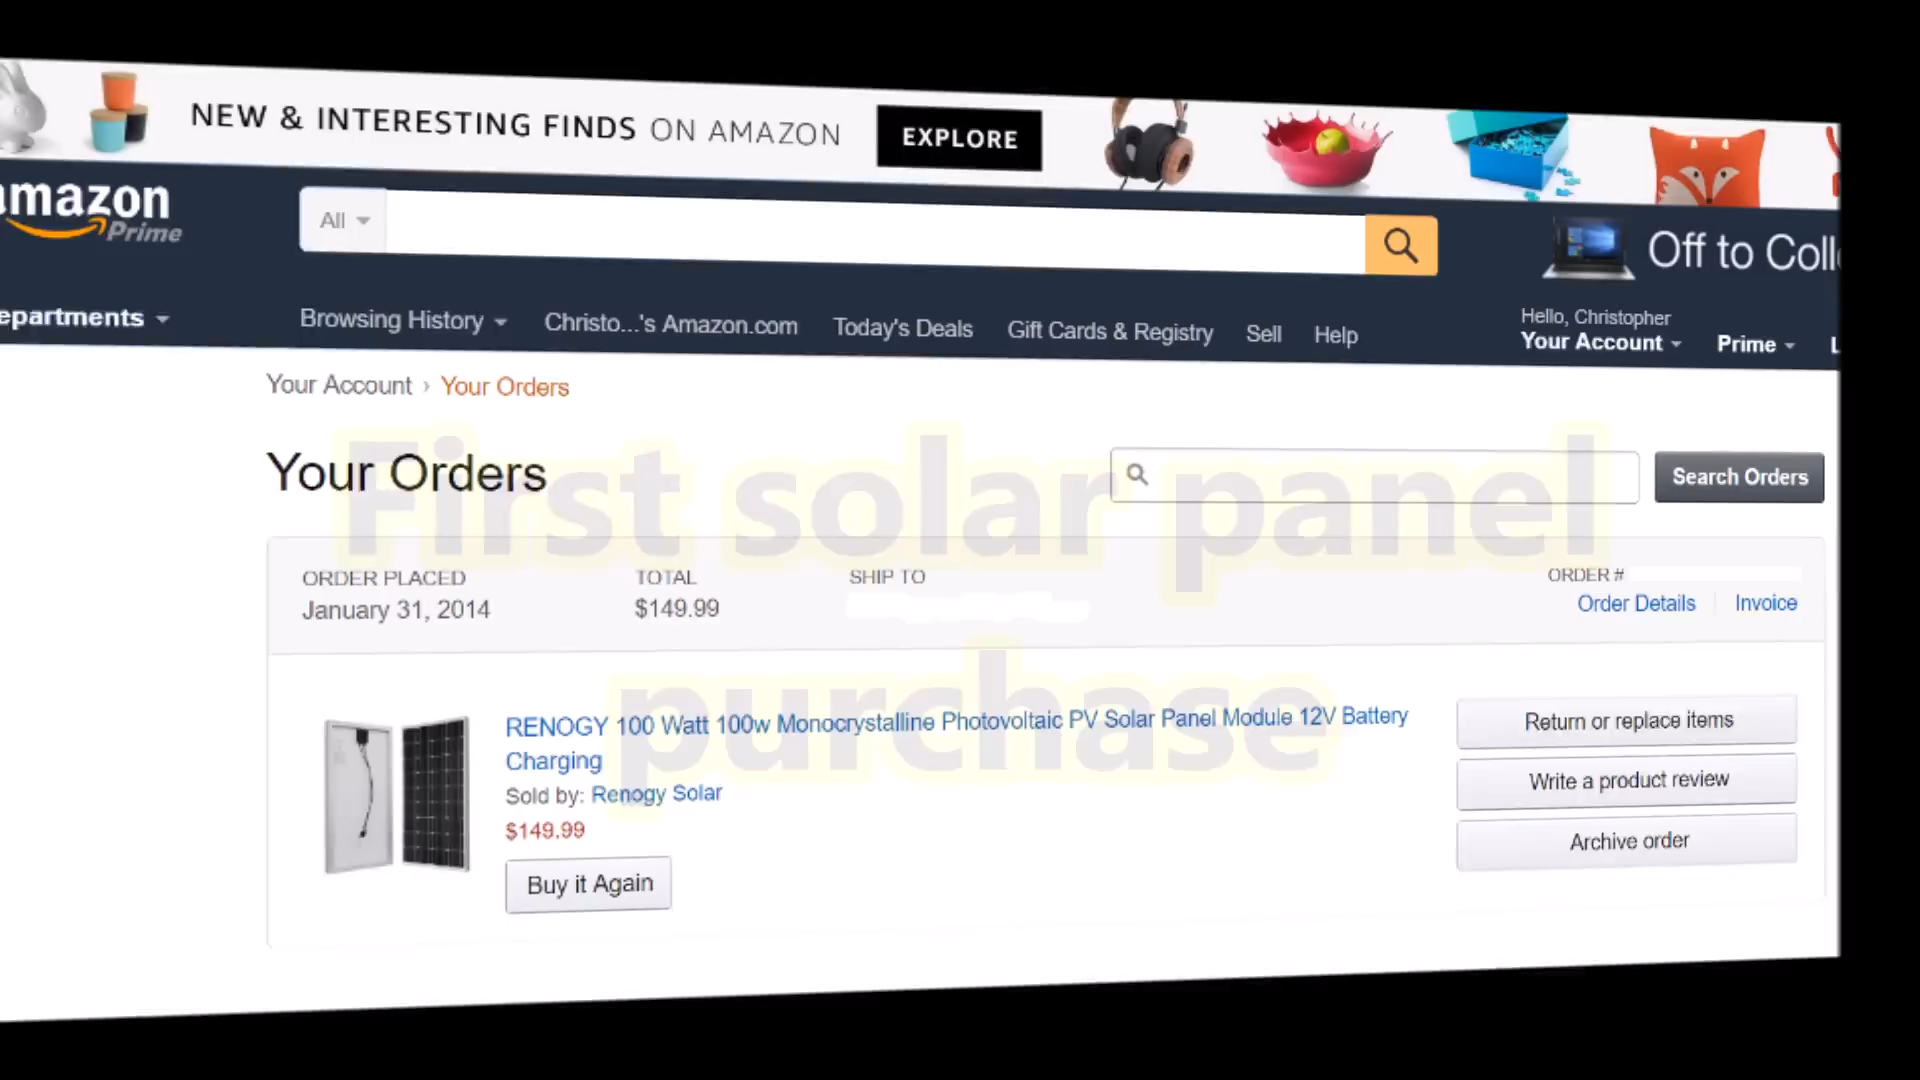 NEW & INTERESTING FINDS ON AMAZON
EXPLORE
amazon
Prime
All
Off to Coll
epartments
Browsing History
Christo...'s Amazon.com
Today's Deals
Gift Cards & Registry
Sell
Help
Hello, Christopher
Your Account
Prime
Your Account › Your Orders
Your Orders
Search Orders
First solar panel
purchase
ORDER PLACED
January 31, 2014
TOTAL
$149.99
SHIP TO
ORDER #
Order Details
Invoice
RENOGY 100 Watt 100w Monocrystalline Photovoltaic PV Solar Panel Module 12V Battery
Charging
Sold by: Renogy Solar
$149.99
Buy it Again
Return or replace items
Write a product review
Archive order